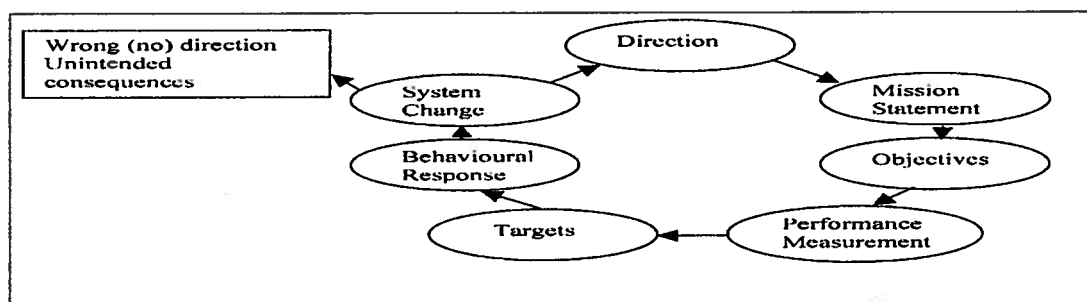 Wrong (no) direction
Unintended
consequences
Direction
System
Change
Mission
Statement
Behavioural
Response
Objectives
Targets
Performance
Measurement